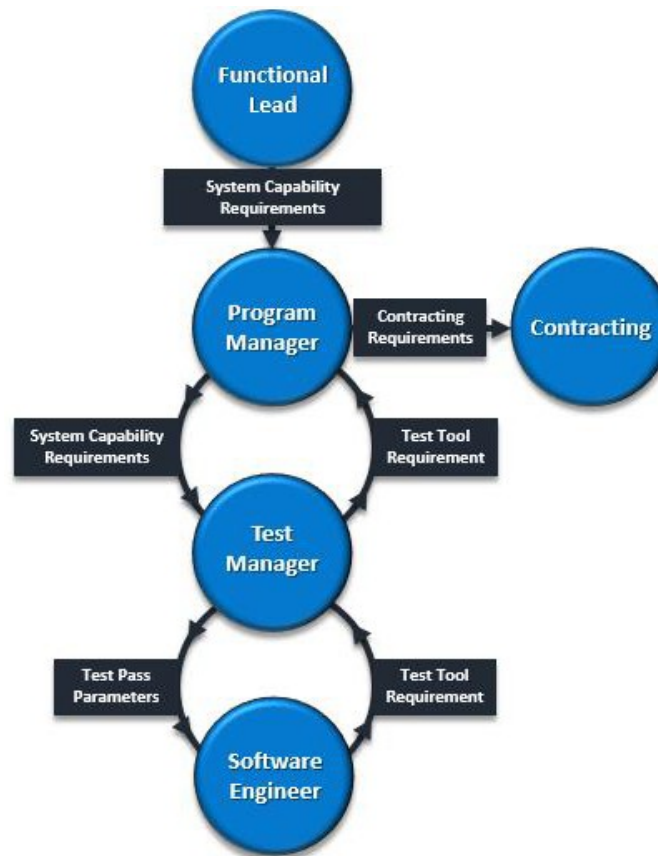 Functional
Lead
System Capability
Requirements
Program
Manager
Contracting
Requirements
Contracting
System Capability
Requirements
Test Tool
Requirement
Test
Manager
Test Pass
Parameters
Test Tool
Requirement
Software
Engineer